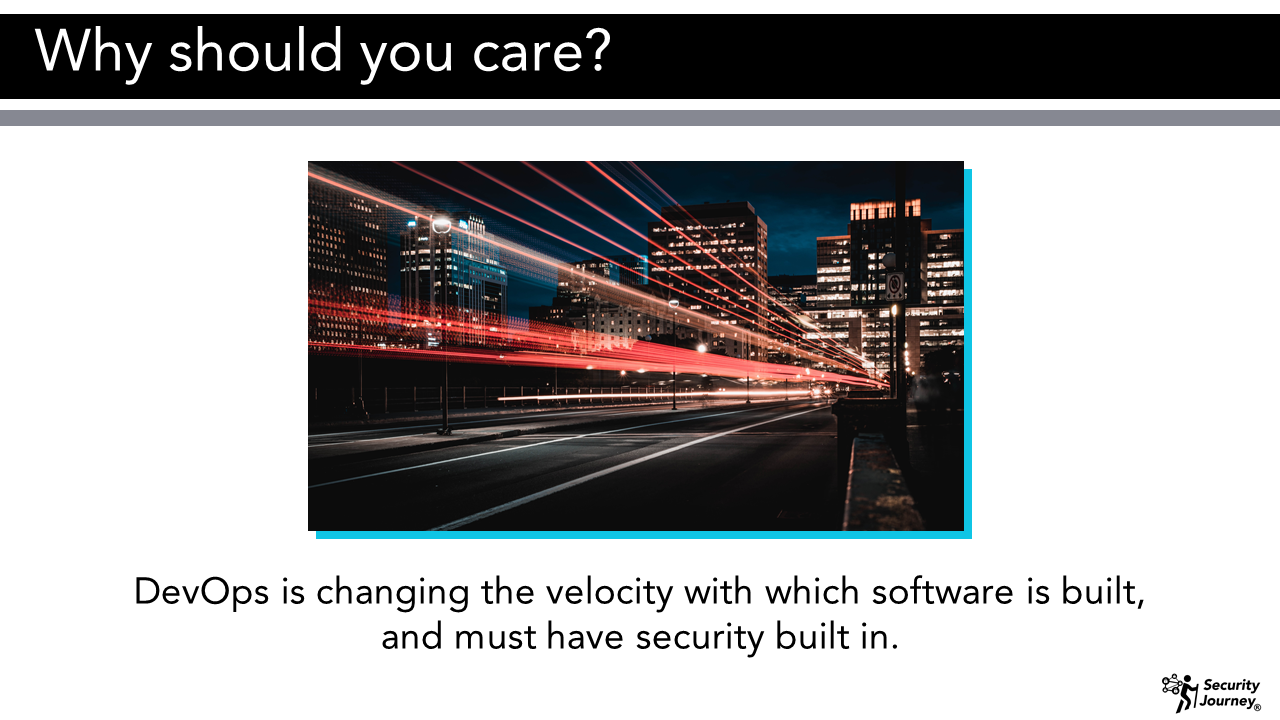 Why should you care?
DevOps is changing the velocity with which software is built,
and must have security built in.
Security
Journey®